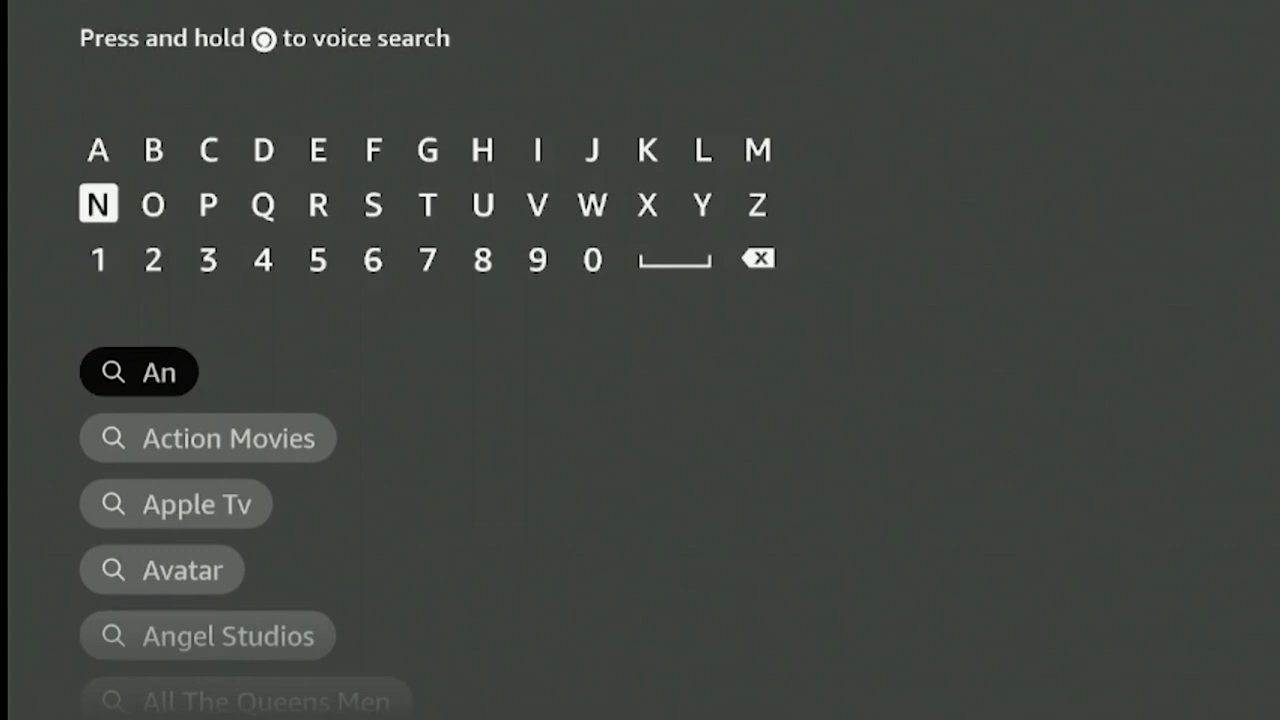 Press and hold to voice search
A B C D E F G H I J K L M
N O P Q R S T U V W X Y Z
1 2 3 4 5 6 7 8 9 0
An
Action Movies
Apple Tv
Avatar
Angel Studios
All The Queens Men